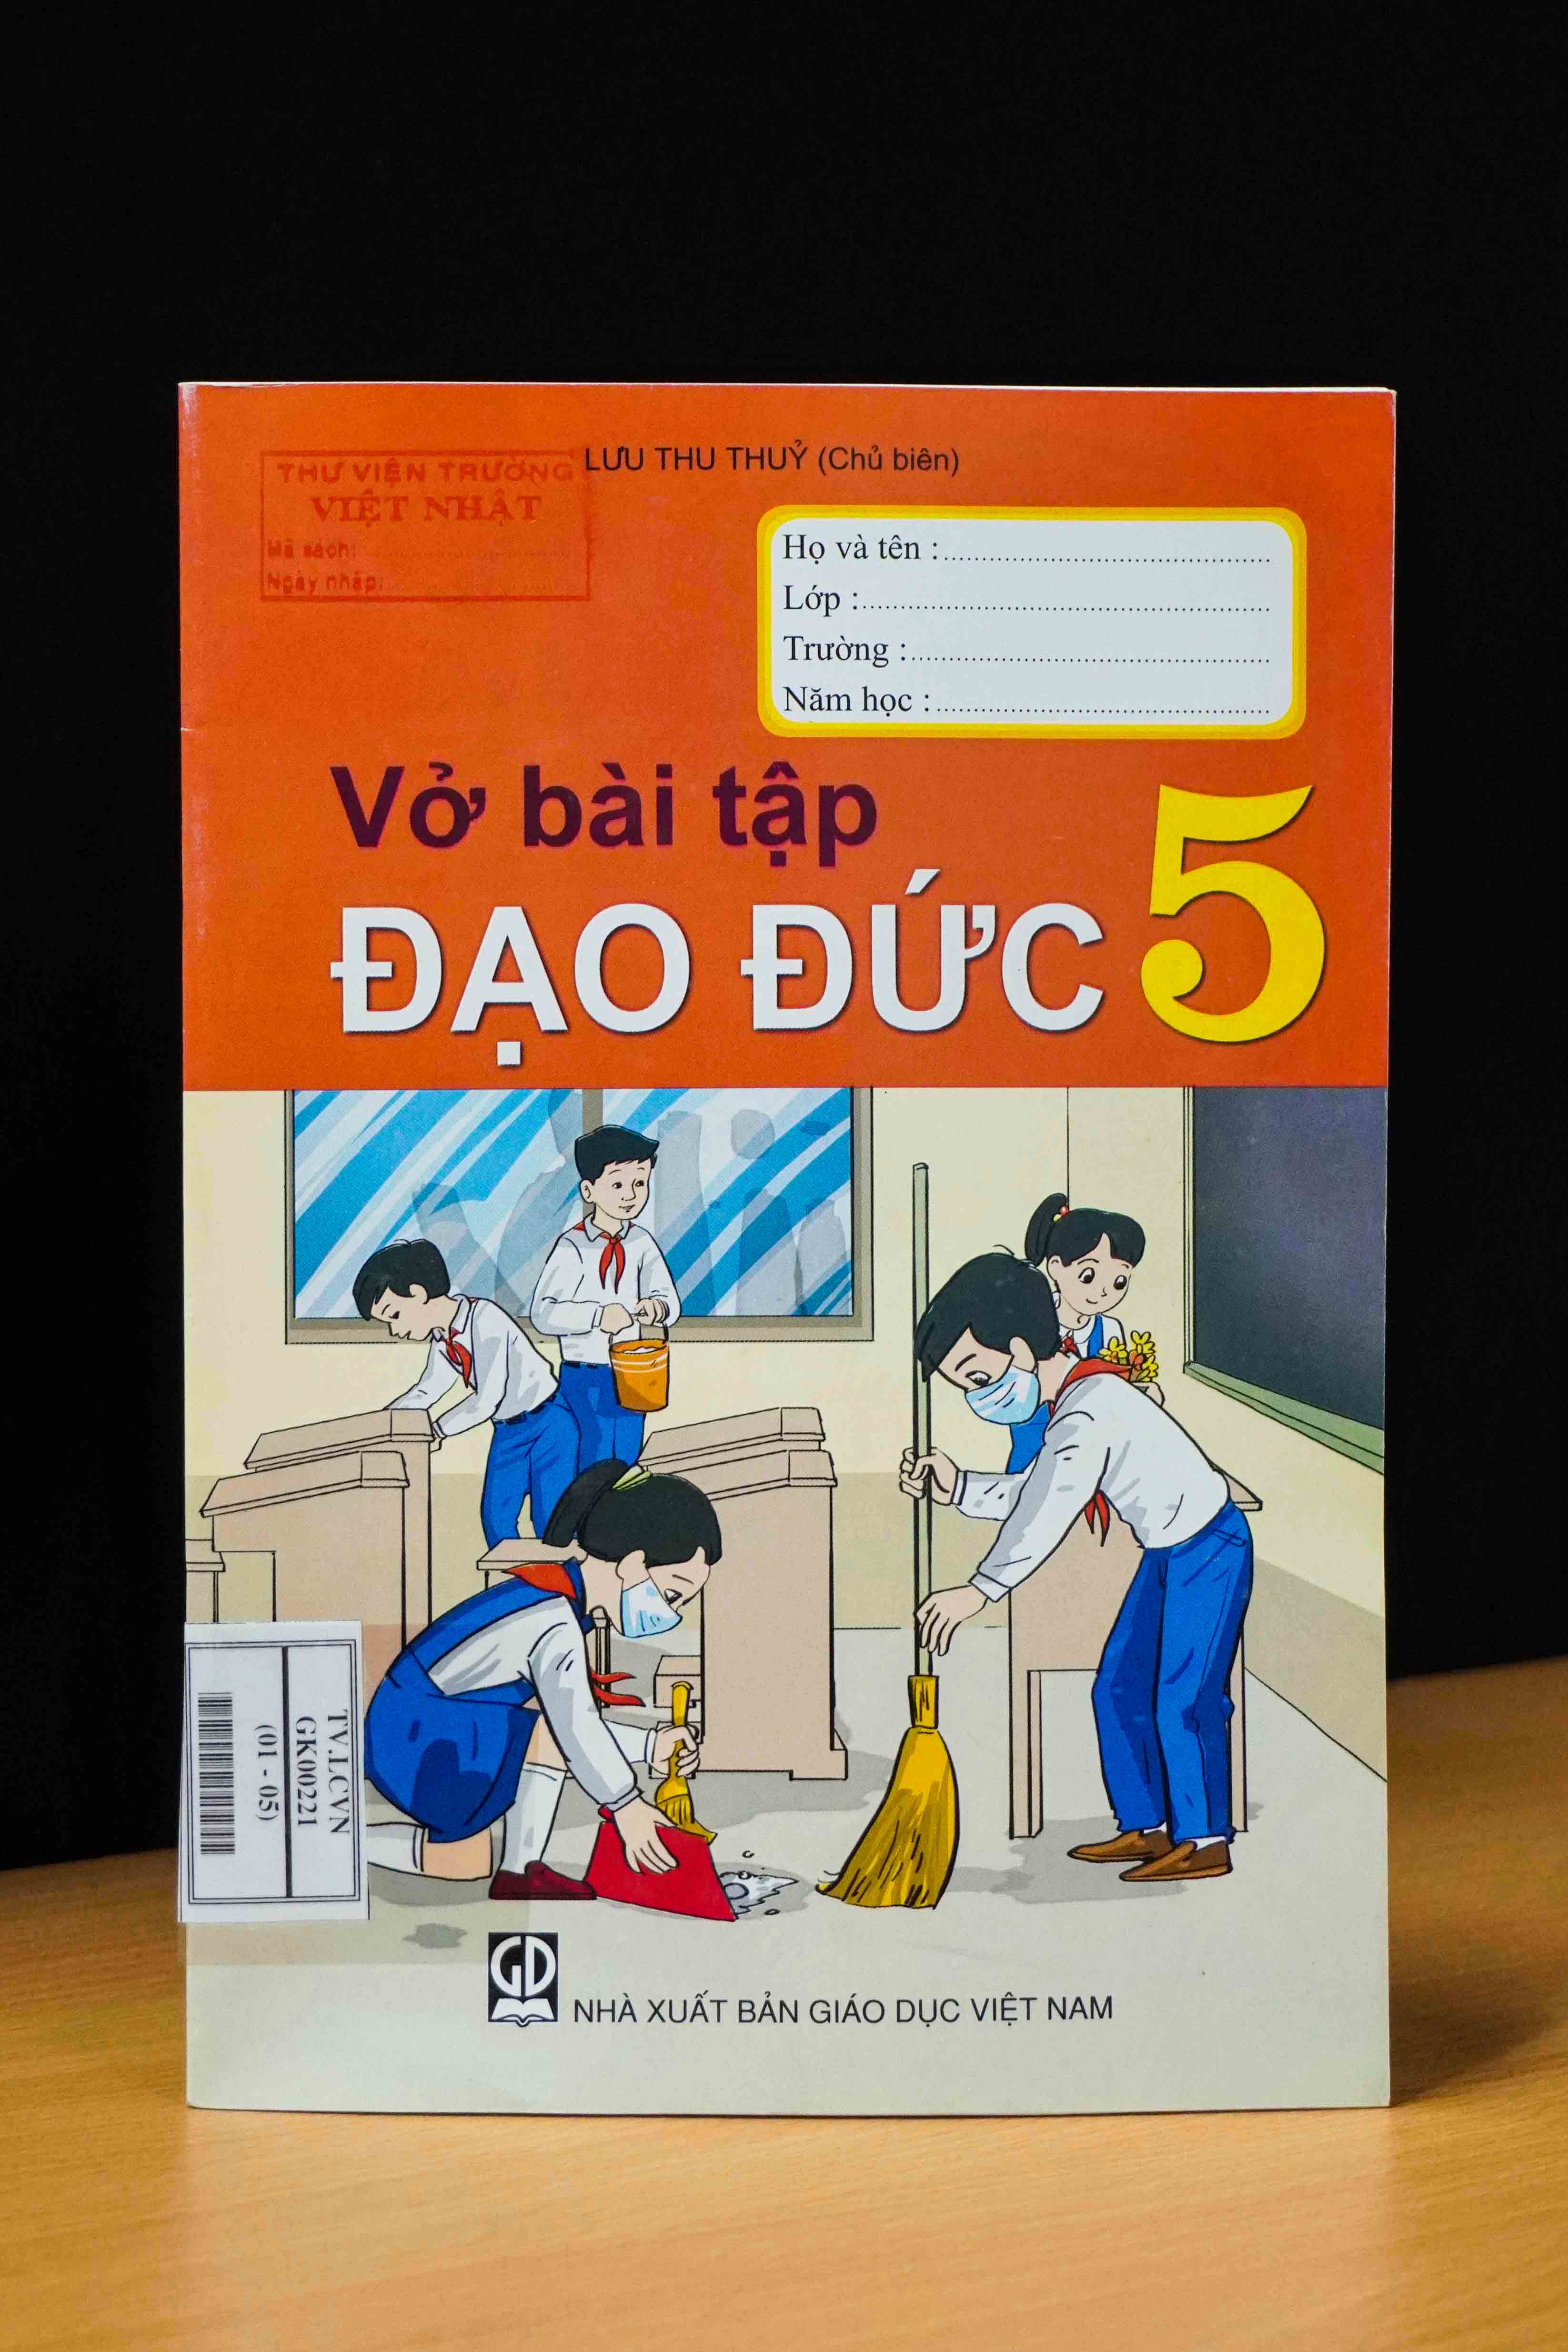 LƯU THU THUỶ (Chủ biên)
THƯ VIỆN TRƯỜNG
VIỆT NHẬT
Mã sách:
Ngày nhập:
Họ và tên :
Lớp :
Trường :
Năm học :
Vở bài tập
ĐẠO ĐỨC 5
TV.LCVN
GK00221
(01 - 05)
GD
NHÀ XUẤT BẢN GIÁO DỤC VIỆT NAM